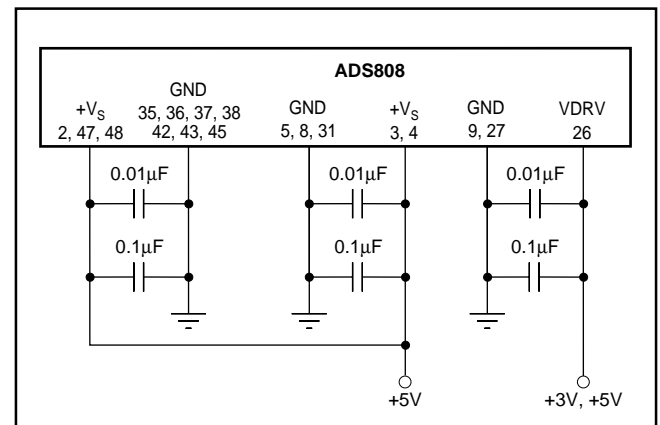 ADS808
+VS
2, 47, 48
GND
35, 36, 37, 38
42, 43, 45
GND
5, 8, 31
+VS
3, 4
GND
9, 27
VDRV
26
0.01µF
0.01µF
0.01µF
0.1µF
0.1µF
0.1µF
+5V
+3V, +5V